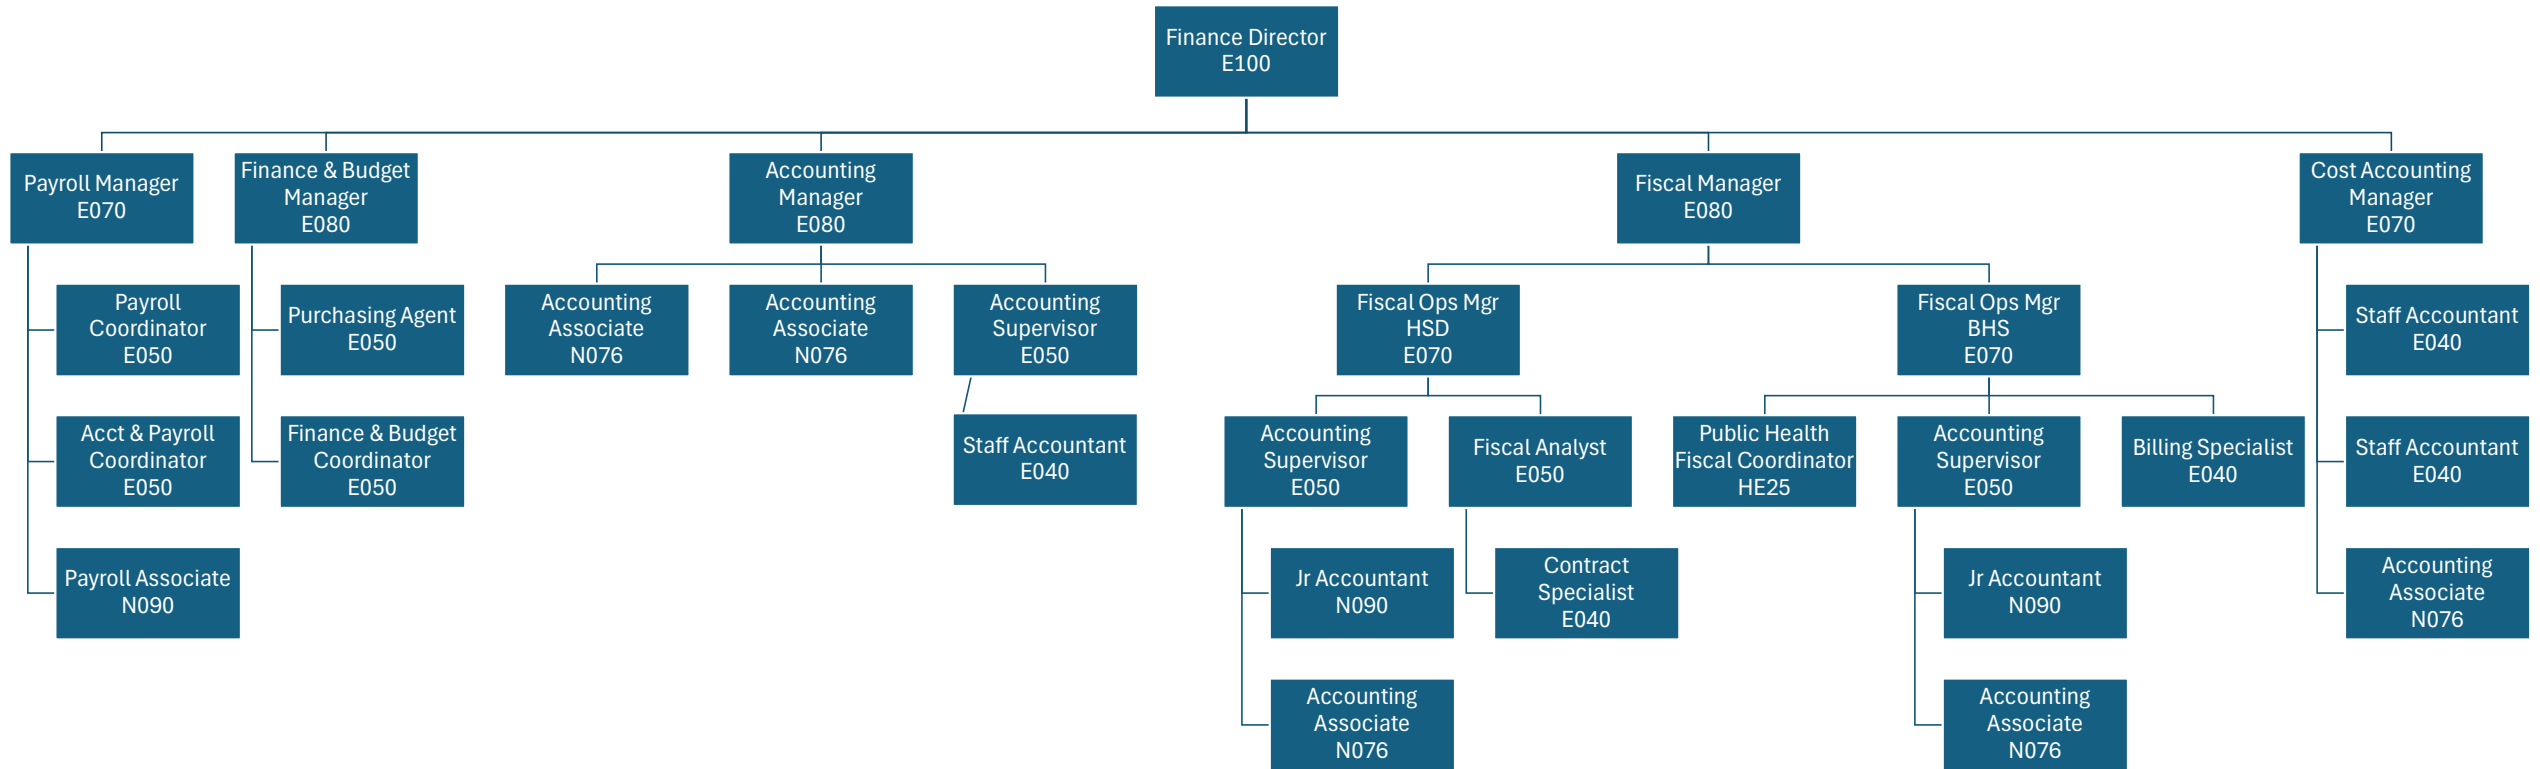 Finance Director
E100
Payroll Manager
E070
Finance & Budget
Manager
E080
Accounting
Manager
E080
Fiscal Manager
E080
Cost Accounting
Manager
E070
Payroll
Coordinator
E050
Purchasing Agent
E050
Accounting
Associate
N076
Accounting
Associate
N076
Accounting
Supervisor
E050
Fiscal Ops Mgr
HSD
E070
Fiscal Ops Mgr
BHS
E070
Staff Accountant
E040
Acct & Payroll
Coordinator
E050
Finance & Budget
Coordinator
E050
Staff Accountant
E040
Accounting
Supervisor
E050
Fiscal Analyst
E050
Public Health
Fiscal Coordinator
HE25
Accounting
Supervisor
E050
Billing Specialist
E040
Staff Accountant
E040
Payroll Associate
N090
Jr Accountant
N090
Contract
Specialist
E040
Jr Accountant
N090
Accounting
Associate
N076
Accounting
Associate
N076
Accounting
Associate
N076